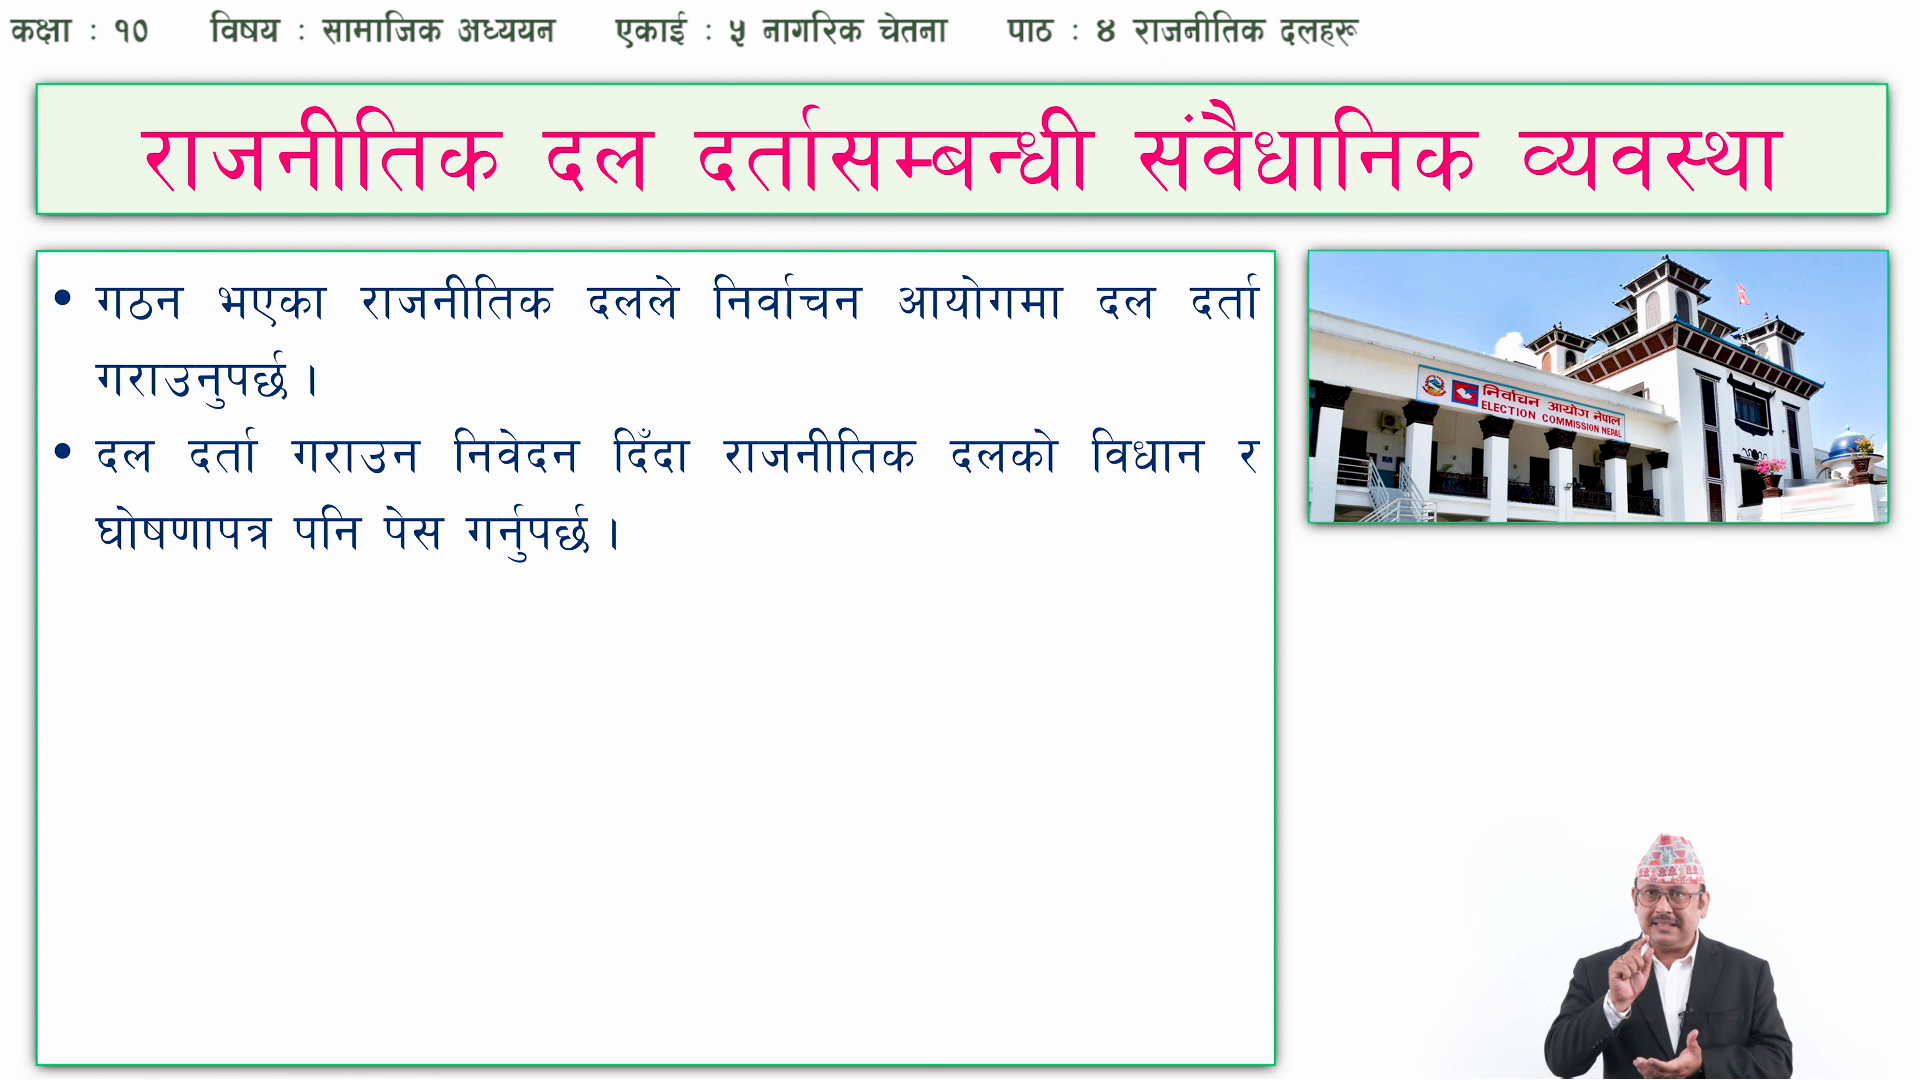 कक्षा : १० विषय : सामाजिक अध्ययन एकाई : ५ नागरिक चेतना पाठ : ४ राजनीतिक दलहरू
राजनीतिक दल दर्तासम्बन्धी संवैधानिक व्यवस्था
• गठन भएका राजनीतिक दलले निर्वाचन आयोगमा दल दर्ता
गराउनुपर्छ ।
• दल दर्ता गराउन निवेदन दिँदा राजनीतिक दलको विधान र
घोषणापत्र पनि पेस गर्नुपर्छ ।
निर्वाचन आयोग नेपाल
ELECTION COMMISSION NEPAL